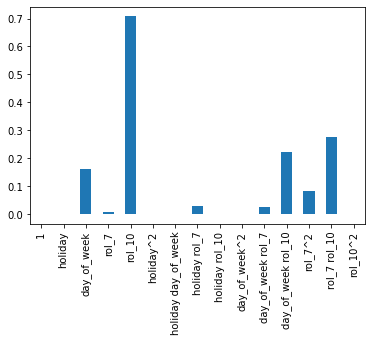 0.7
0.6
0.5
0.4
0.3
0.2
0.1
0.0
1
holiday
day_of_week
rol_7
rol_10
holiday^2
holiday day_of_week
holiday rol_7
holiday rol_10
day_of_week^2
day_of_week rol_7
day_of_week rol_10
rol_7^2
rol_7 rol_10
rol_10^2